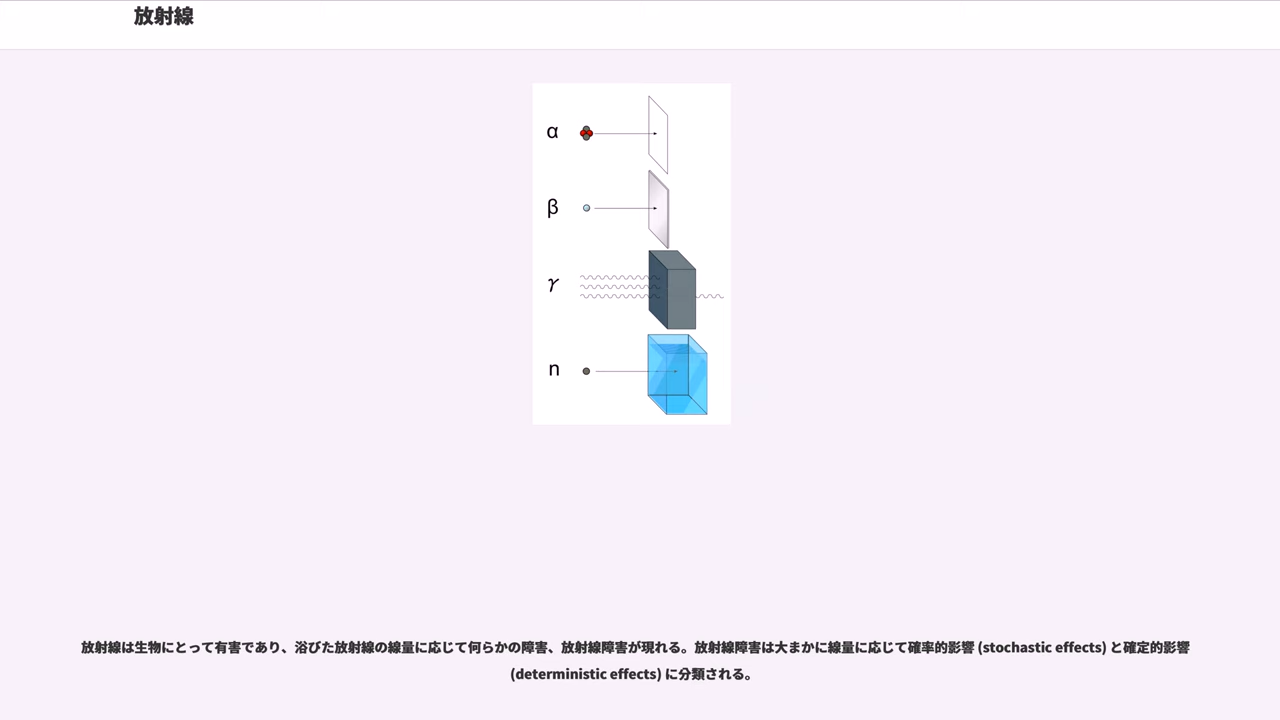 放射線
α
β
γ
n
放射線は生物にとって有害であり、浴びた放射線の線量に応じて何らかの障害、放射線障害が現れる。放射線障害は大まかに線量に応じて確率的影響 (stochastic effects) と確定的影響
(deterministic effects) に分類される。